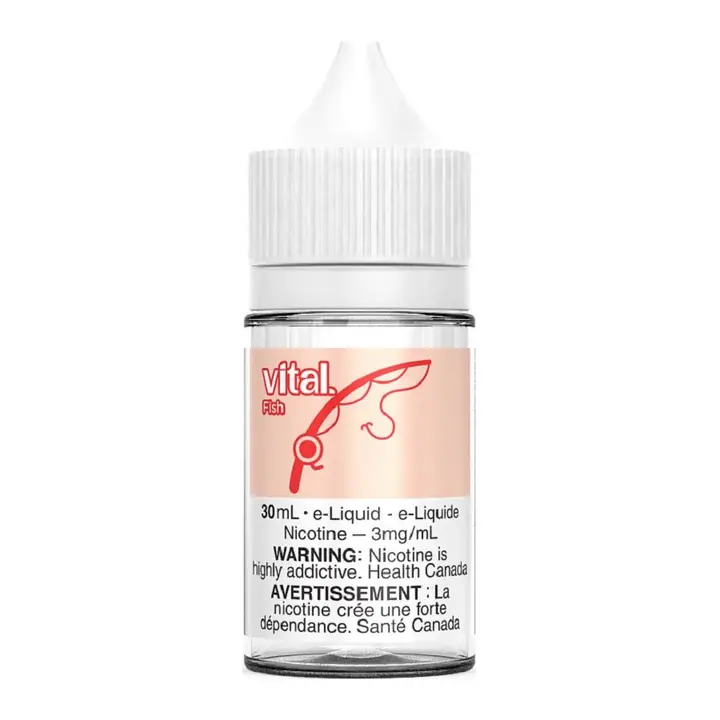 vital.
Fish
30mL • e-Liquid - e-Liquide
Nicotine — 3mg/mL
WARNING: Nicotine is
highly addictive. Health Canada
AVERTISSEMENT : La
nicotine crée une forte
dépendance. Santé Canada